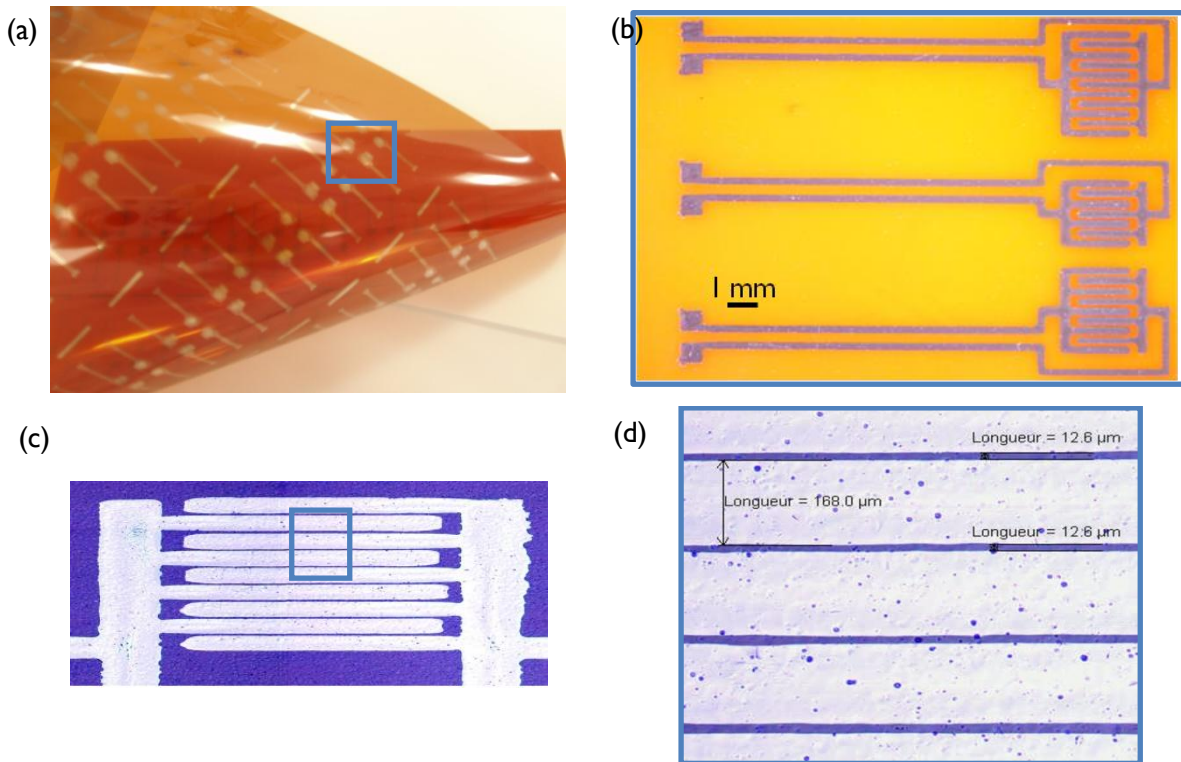 (a)
(b)
1 mm
(c)
(d)
Longueur = 12.6 µm
Longueur = 168.0 µm
Longueur = 12.6 µm